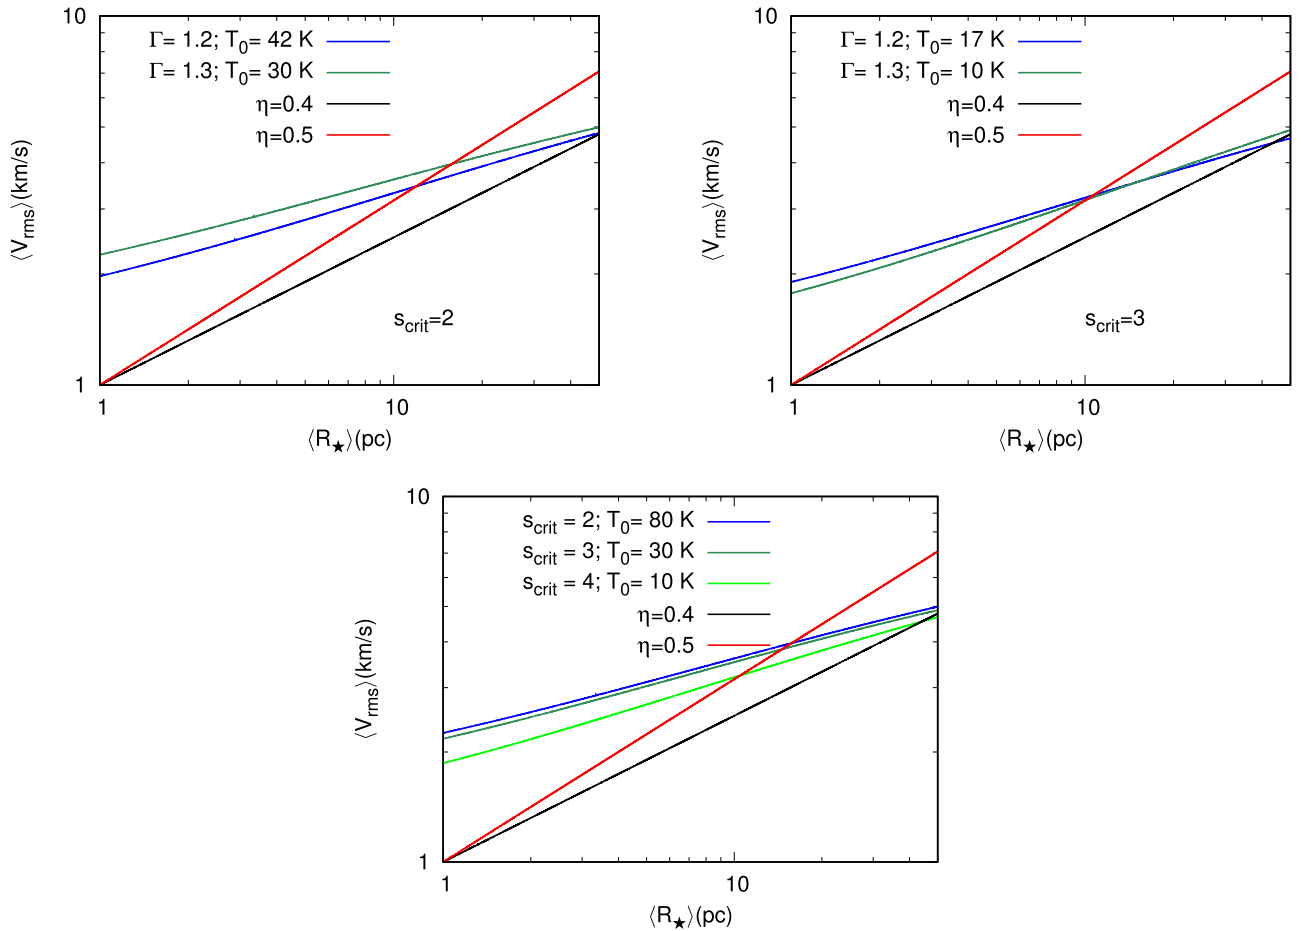 10
Γ= 1.2; T0= 42 K
Γ= 1.3; T0= 30 K
η=0.4
η=0.5
⟨Vrms⟩(km/s)
scrit=2
1
1
10
⟨R★⟩(pc)
10
Γ= 1.2; T0= 17 K
Γ= 1.3; T0= 10 K
η=0.4
η=0.5
⟨Vrms⟩(km/s)
scrit=3
1
1
10
⟨R★⟩(pc)
10
scrit = 2; T0= 80 K
scrit = 3; T0= 30 K
scrit = 4; T0= 10 K
η=0.4
η=0.5
⟨Vrms⟩(km/s)
1
1
10
⟨R★⟩(pc)